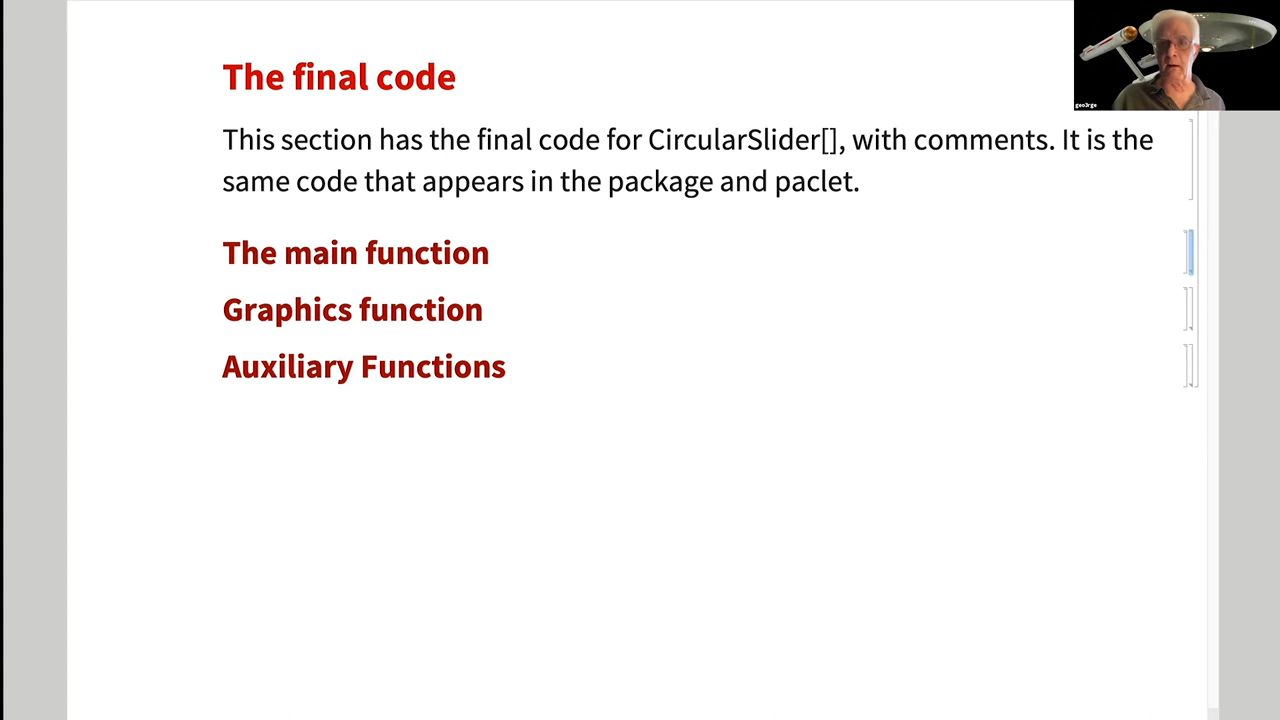 The final code
This section has the final code for CircularSlider[], with comments. It is the
same code that appears in the package and paclet.
The main function
Graphics function
Auxiliary Functions
geo3rge